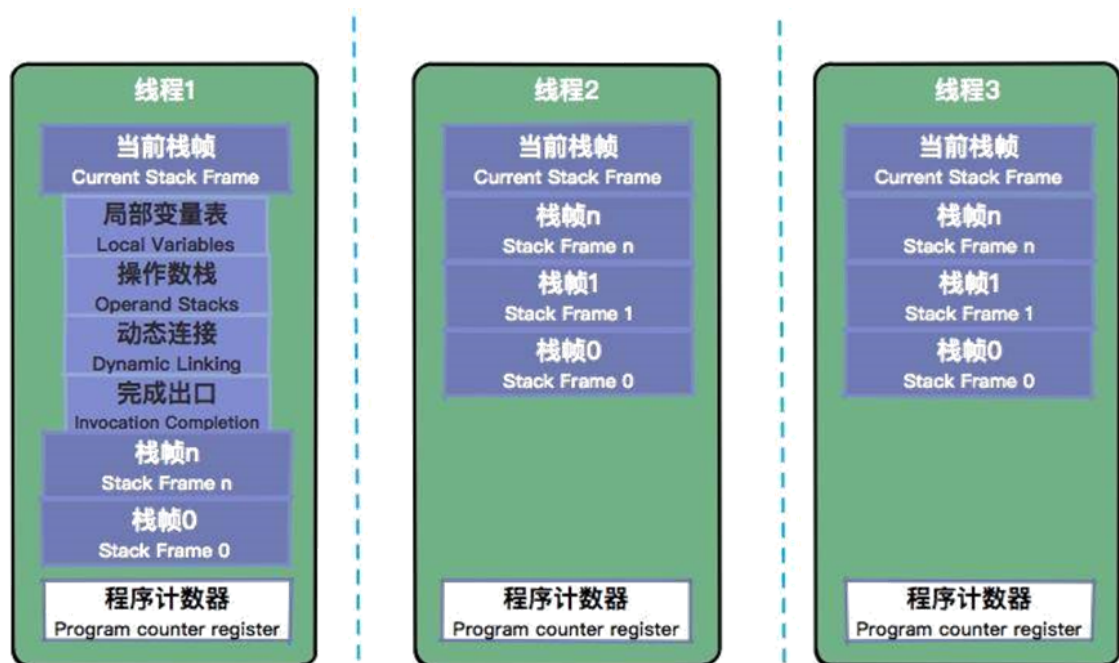 线程1
当前栈帧
Current Stack Frame
局部变量表
Local Variables
操作数栈
Operand Stacks
动态连接
Dynamic Linking
完成出口
Invocation Completion
栈帧n
Stack Frame n
栈帧0
Stack Frame 0
程序计数器
Program counter register
线程2
当前栈帧
Current Stack Frame
栈帧n
Stack Frame n
栈帧1
Stack Frame 1
栈帧0
Stack Frame 0
程序计数器
Program counter register
线程3
当前栈帧
Current Stack Frame
栈帧n
Stack Frame n
栈帧1
Stack Frame 1
栈帧0
Stack Frame 0
程序计数器
Program counter register